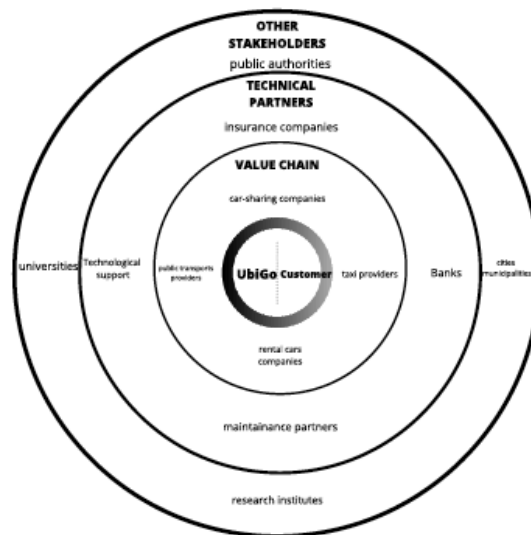 OTHER
STAKEHOLDERS
public authorities
TECHNICAL
PARTNERS
insurance companies
VALUE CHAIN
car-sharing companies
universities
Technological
support
public transports
providers
UbiGo
Customer
taxi providers
Banks
cities
municipalities
rental cars
companies
maintainance partners
research institutes